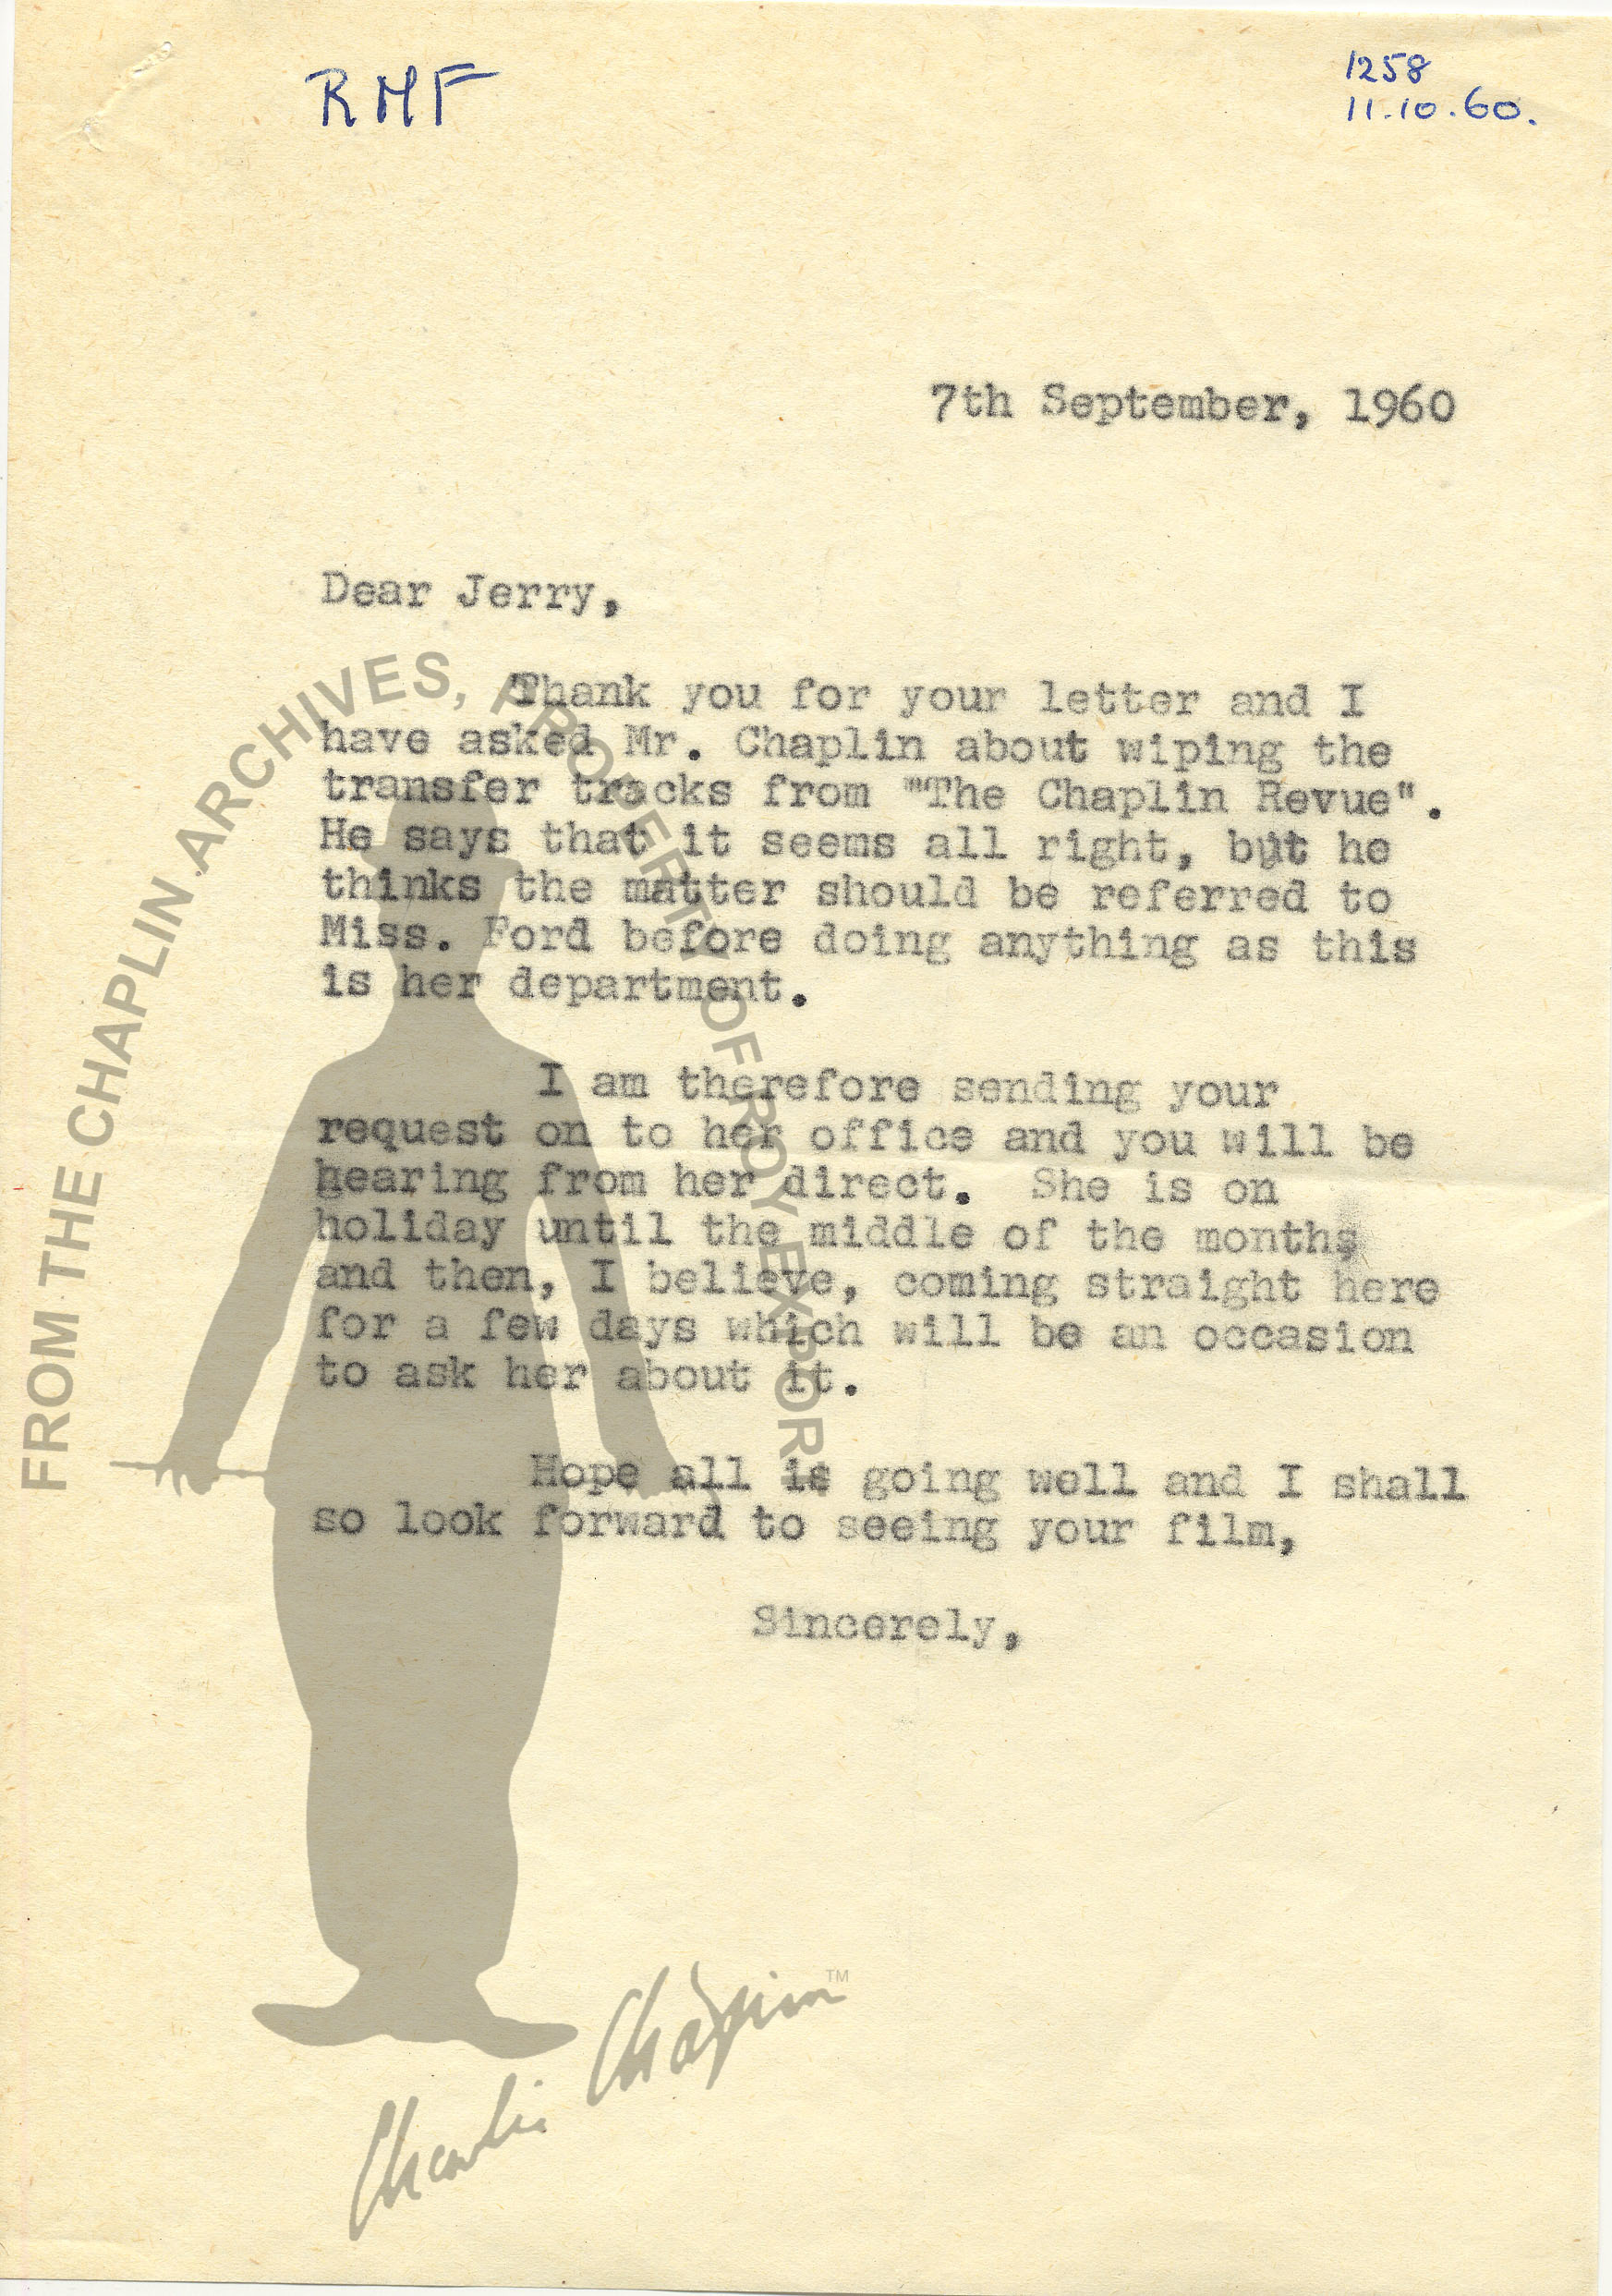 RMF
1258
11.10.60.
7th September, 1960
Dear Jerry,
Thank you for your letter and I
have asked Mr. Chaplin about wiping the
transfer tracks from "The Chaplin Revue".
He says that it seems all right, but he
thinks the matter should be referred to
Miss. Ford before doing anything as this
is her department.
I am therefore sending your
request on to her office and you will be
hearing from her direct. She is on
holiday until the middle of the months
and then, I believe, coming straight here
for a few days which will be an occasion
to ask her about it.
Hope all is going well and I shall
so look forward to seeing your film,
Sincerely,
FROM THE CHAPLIN ARCHIVES, PROPERTY OF ROY EXPORT
Charlie Chaplin™